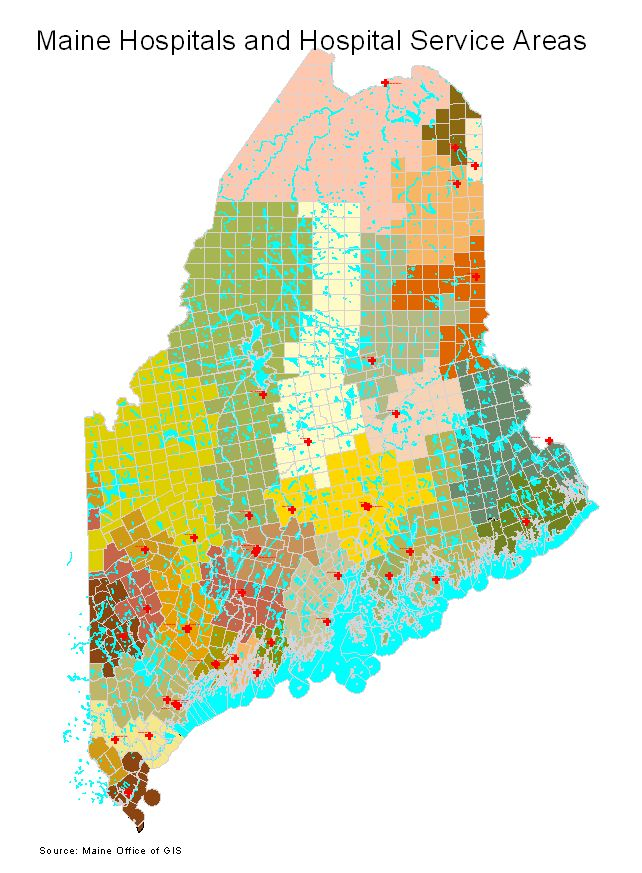 Maine Hospitals and Hospital Service Areas
Source: Maine Office of GIS